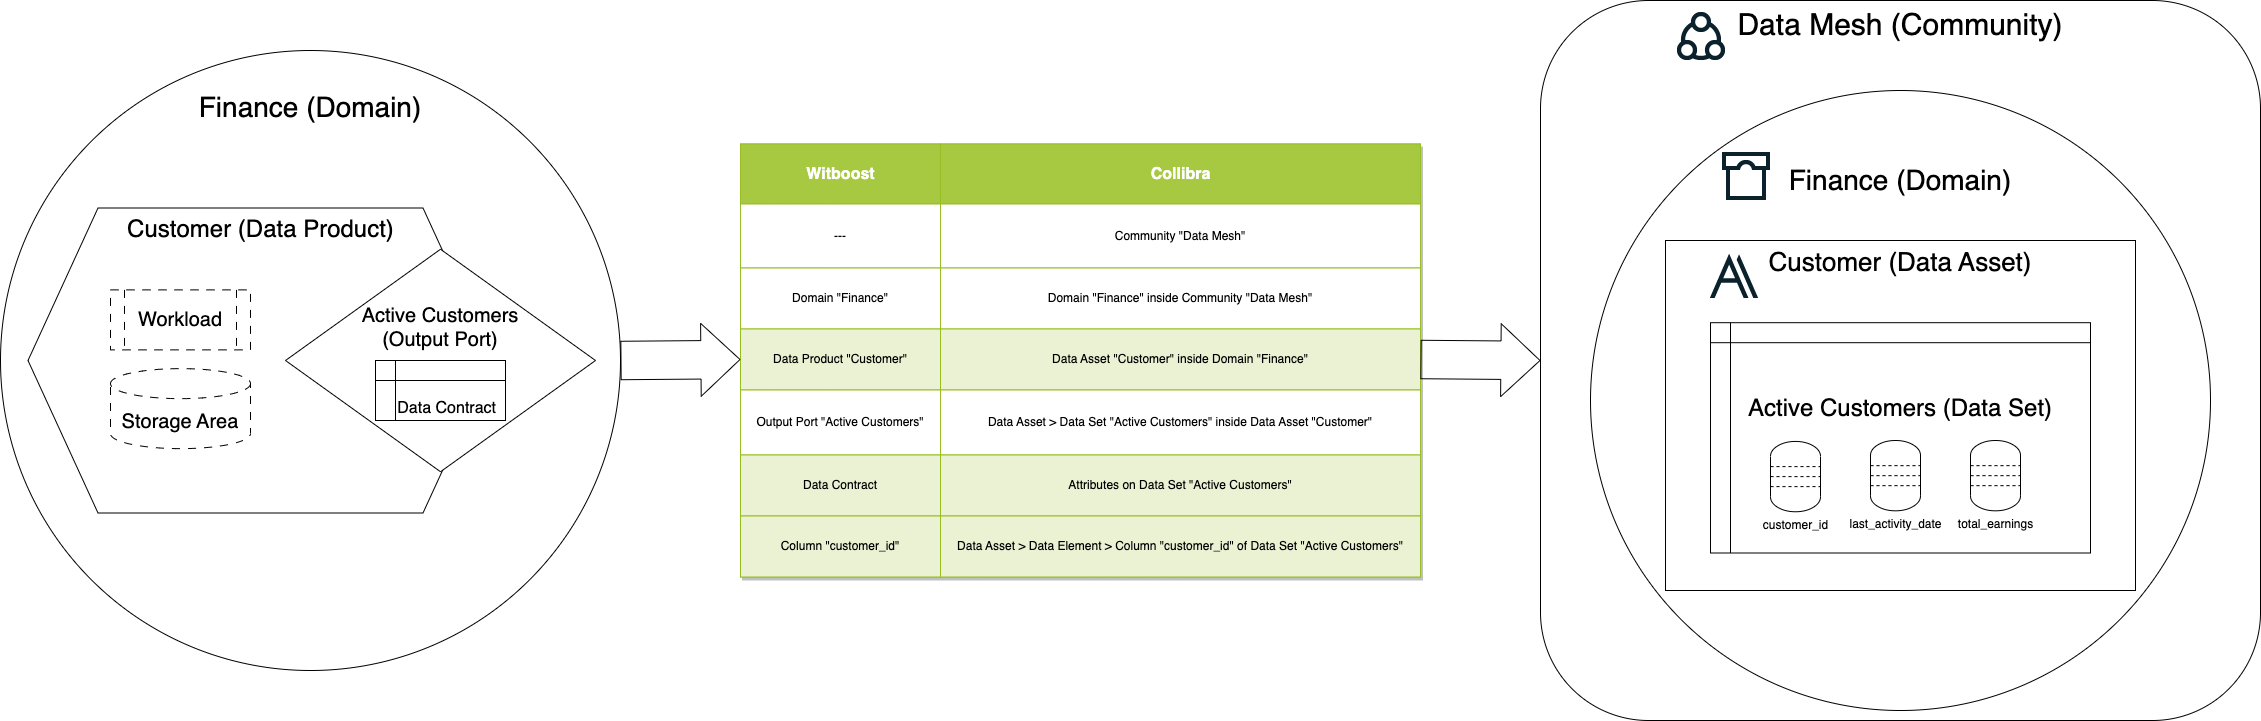 Finance (Domain)
Customer (Data Product)
Workload
Storage Area
Active Customers
(Output Port)
Data Contract
Witboost
Collibra
---
Community "Data Mesh"
Domain "Finance"
Domain "Finance" inside Community "Data Mesh"
Data Product "Customer"
Data Asset "Customer" inside Domain "Finance"
Output Port "Active Customers"
Data Asset > Data Set "Active Customers" inside Data Asset "Customer"
Data Contract
Attributes on Data Set "Active Customers"
Column "customer_id"
Data Asset > Data Element > Column "customer_id" of Data Set "Active Customers"
Data Mesh (Community)
Finance (Domain)
Customer (Data Asset)
Active Customers (Data Set)
customer_id
last_activity_date
total_earnings